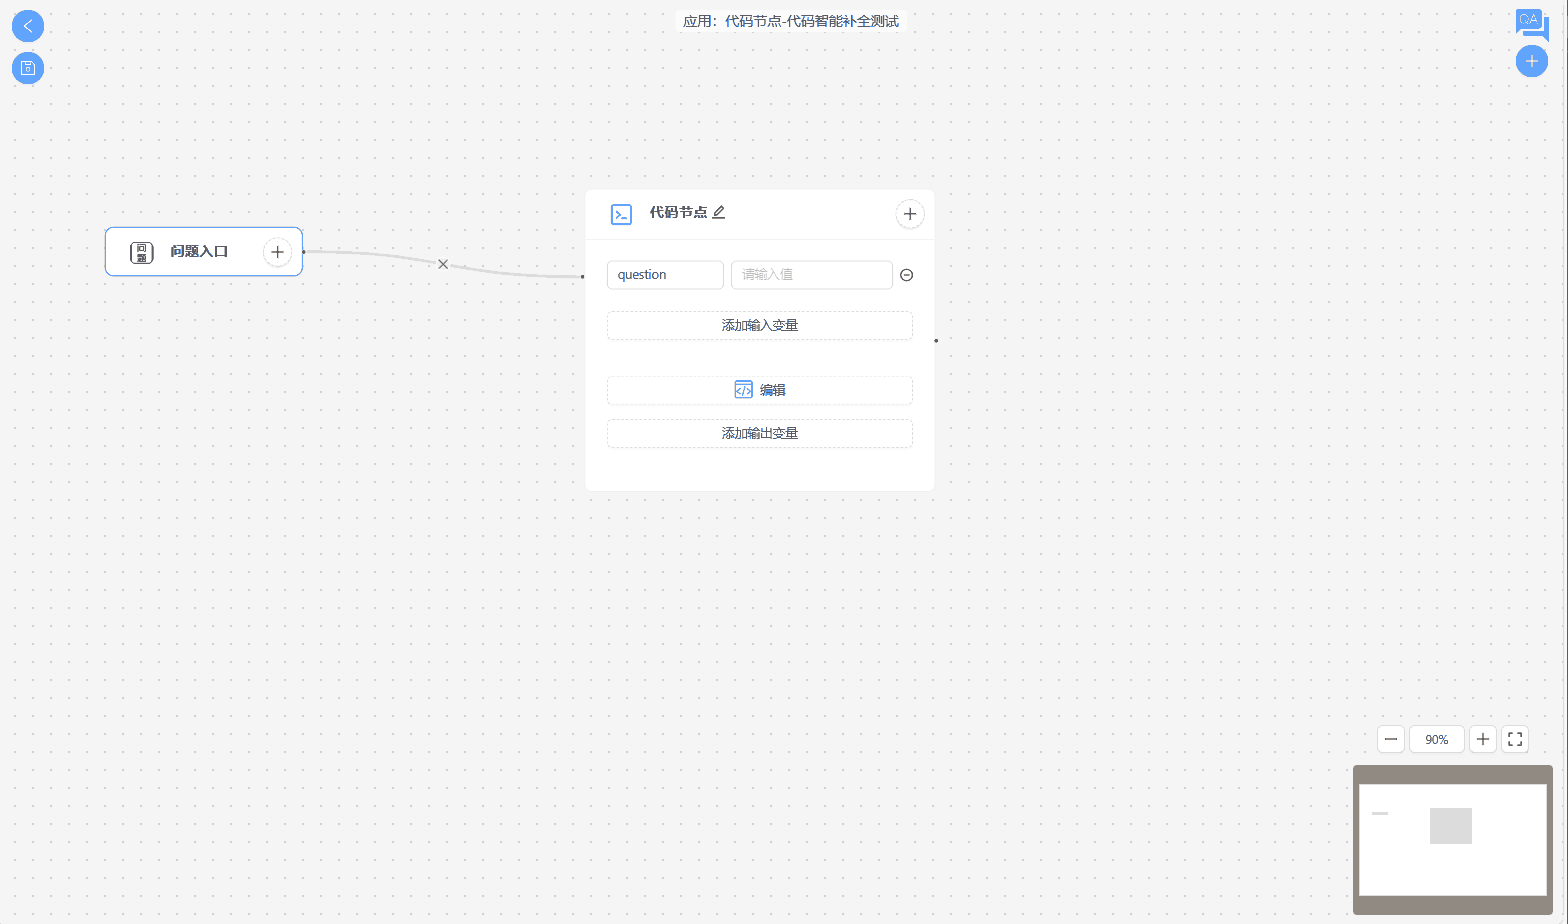 应用：代码节点-代码智能补全测试
QA
代码节点
问题
问题入口
question
请输入值
添加输入变量
编辑
添加输出变量
90%